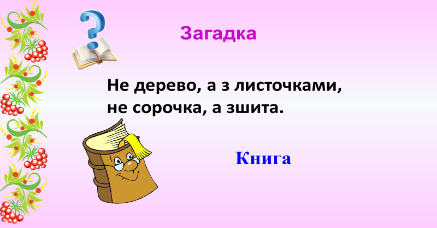 Загадка
Не дерево, а з листочками,
не сорочка, а зшита.
Книга